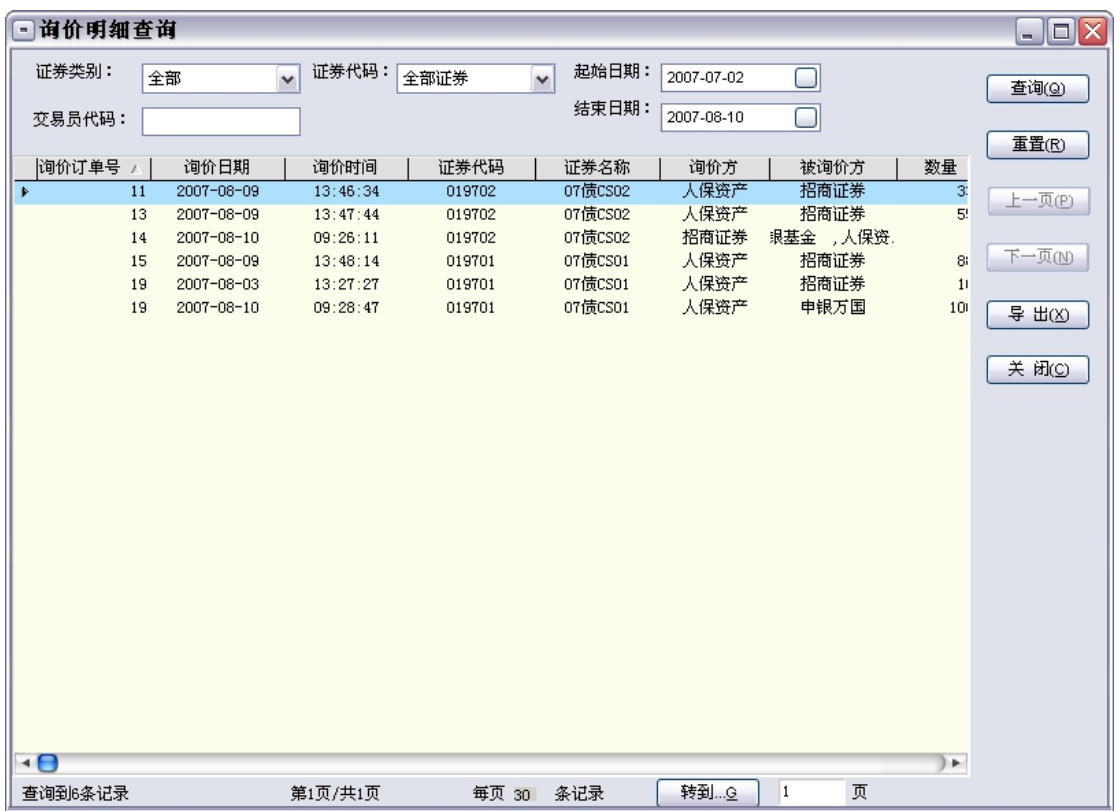 询价明细查询
证券类别： 全部 证券代码： 全部证券 起始日期： 2007-07-02 查询(Q)
交易员代码： 结束日期： 2007-08-10
重置(R)
询价订单号 询价日期 询价时间 证券代码 证券名称 询价方 被询价方 数量
11 2007-08-09 13:46:34 019702 07债CS02 人保资产 招商证券 3
上一页(P)
13 2007-08-09 13:47:44 019702 07债CS02 人保资产 招商证券 5
14 2007-08-10 09:26:11 019702 07债CS02 招商证券 基金 ,人保资.
下一页(N)
15 2007-08-09 13:48:14 019701 07债CS01 人保资产 招商证券 8
19 2007-08-03 13:27:27 019701 07债CS01 人保资产 招商证券 1
19 2007-08-10 09:28:47 019701 07债CS01 人保资产 申银万国 10
导 出(X)
关 闭(C)
查询到6条记录 第1页/共1页 每页 30 条记录 转到...G 1 页